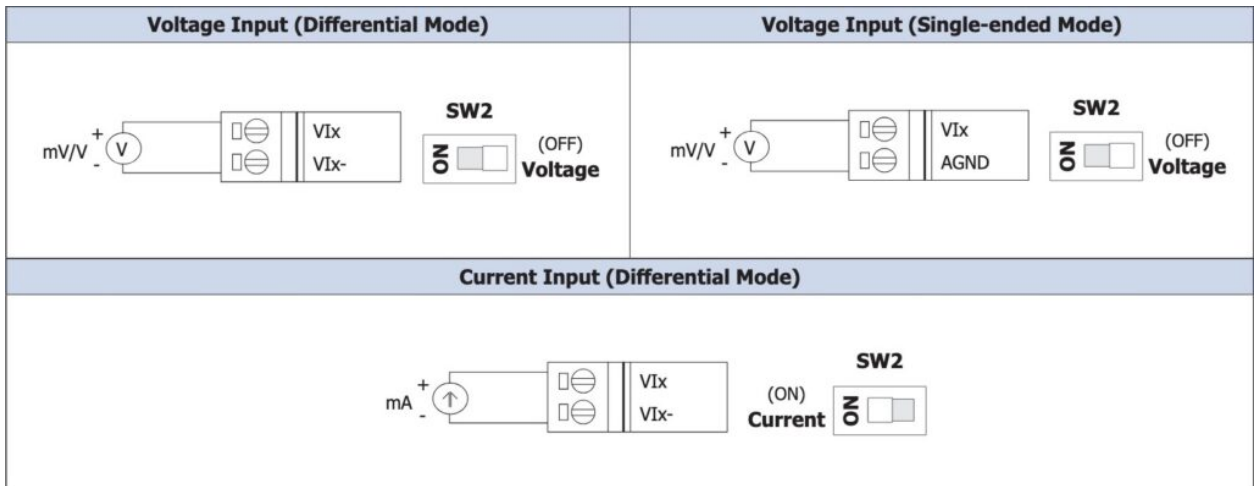 Voltage Input (Differential Mode)
Voltage Input (Single-ended Mode)
SW2
mV/V
+
-
V
VIx
VIx-
ON
(OFF)
Voltage
SW2
mV/V
+
-
V
VIx
AGND
ON
(OFF)
Voltage
Current Input (Differential Mode)
SW2
mA
+
-
VIx
VIx-
(ON)
Current
ON